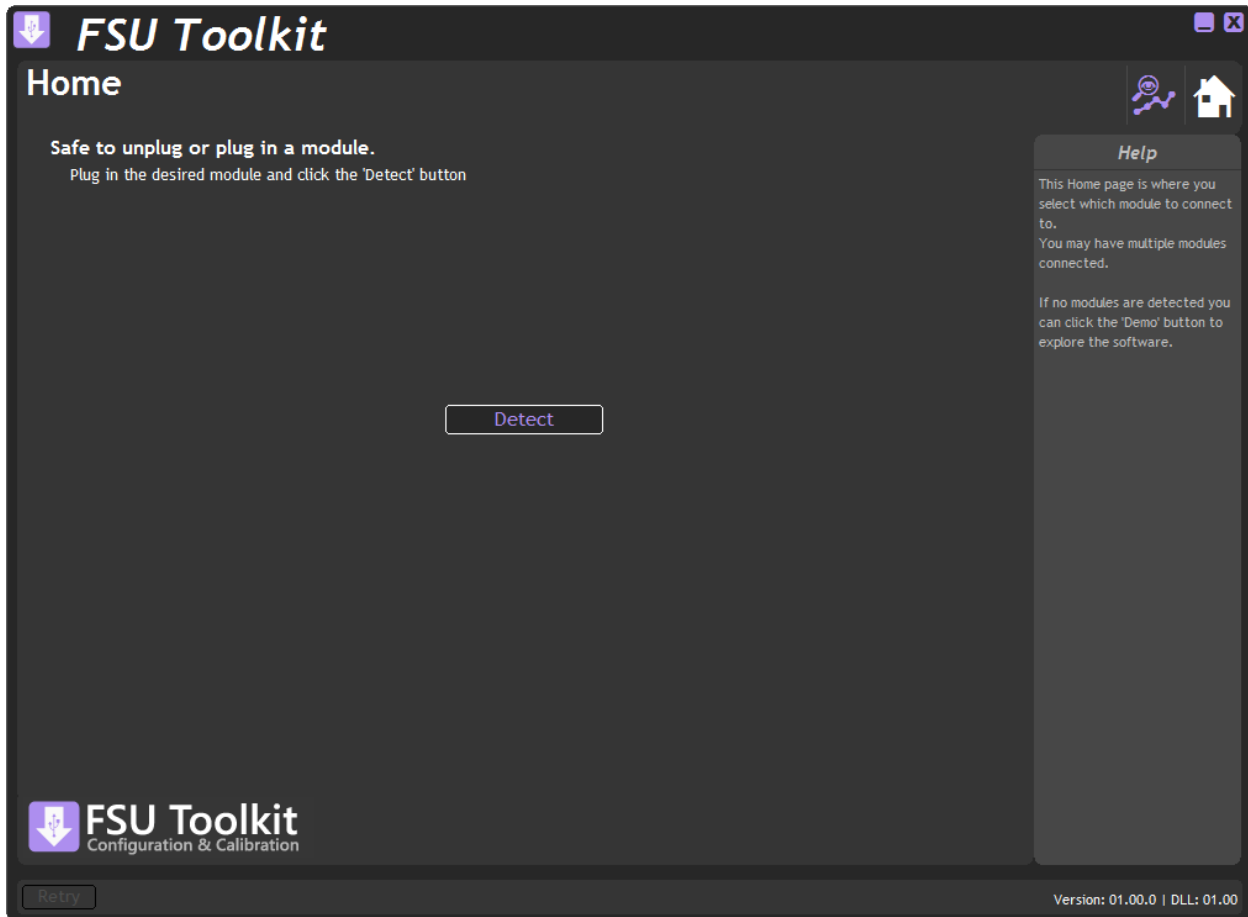 FSU Toolkit
X
Home
Safe to unplug or plug in a module.
Plug in the desired module and click the 'Detect' button
Detect
Help
This Home page is where you
select which module to connect
to.
You may have multiple modules
connected.
If no modules are detected you
can click the 'Demo' button to
explore the software.
FSU Toolkit
Configuration & Calibration
Retry
Version: 01.00.0 | DLL: 01.00